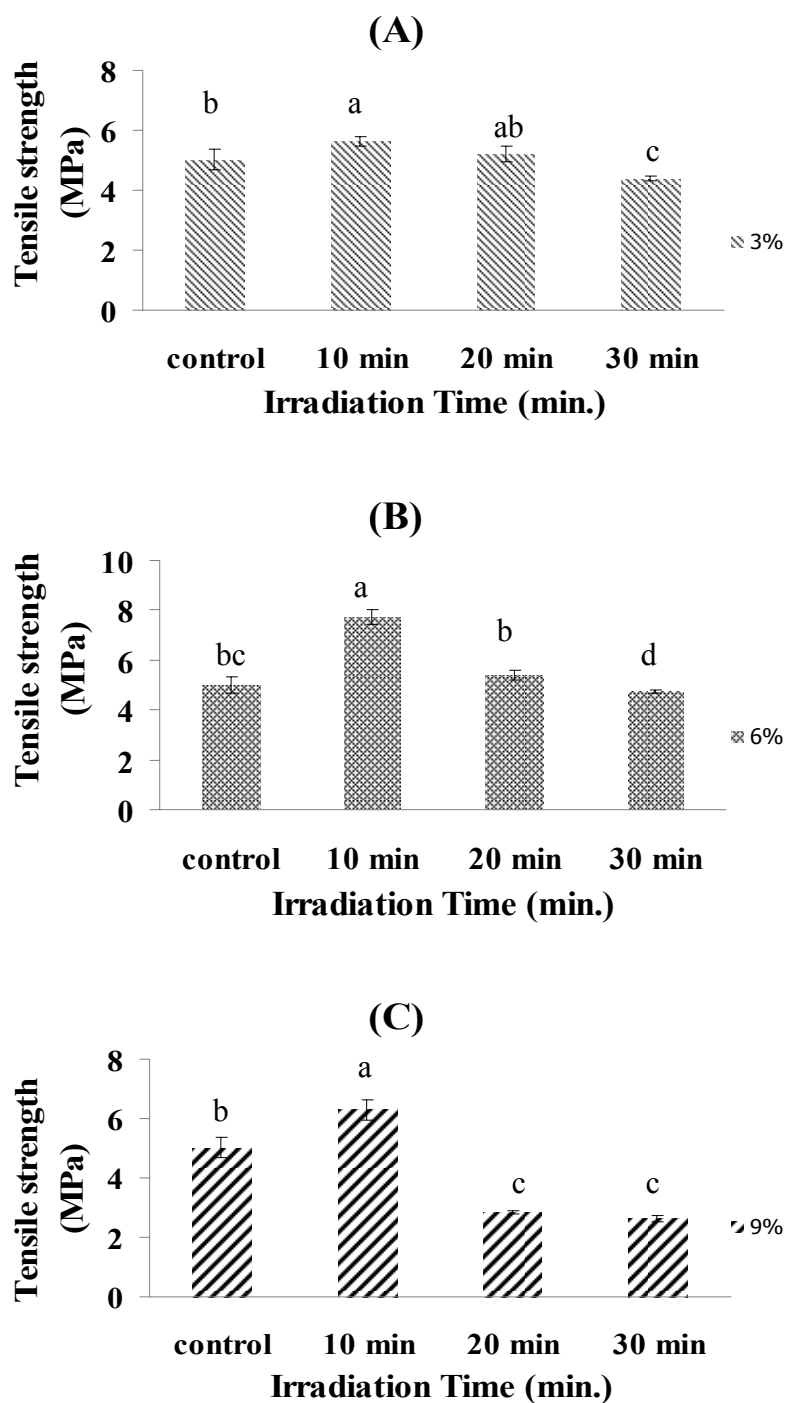 (A)
Tensile strength
(MPa)
8
6
4
2
0
b
a
ab
c
3%
control 10 min 20 min 30 min
Irradiation Time (min.)
(B)
Tensile strength
(MPa)
10
8
6
4
2
0
bc
a
b
d
6%
control 10 min 20 min 30 min
Irradiation Time (min.)
(C)
Tensile strength
(MPa)
8
6
4
2
0
b
a
c
c
9%
control 10 min 20 min 30 min
Irradiation Time (min.)